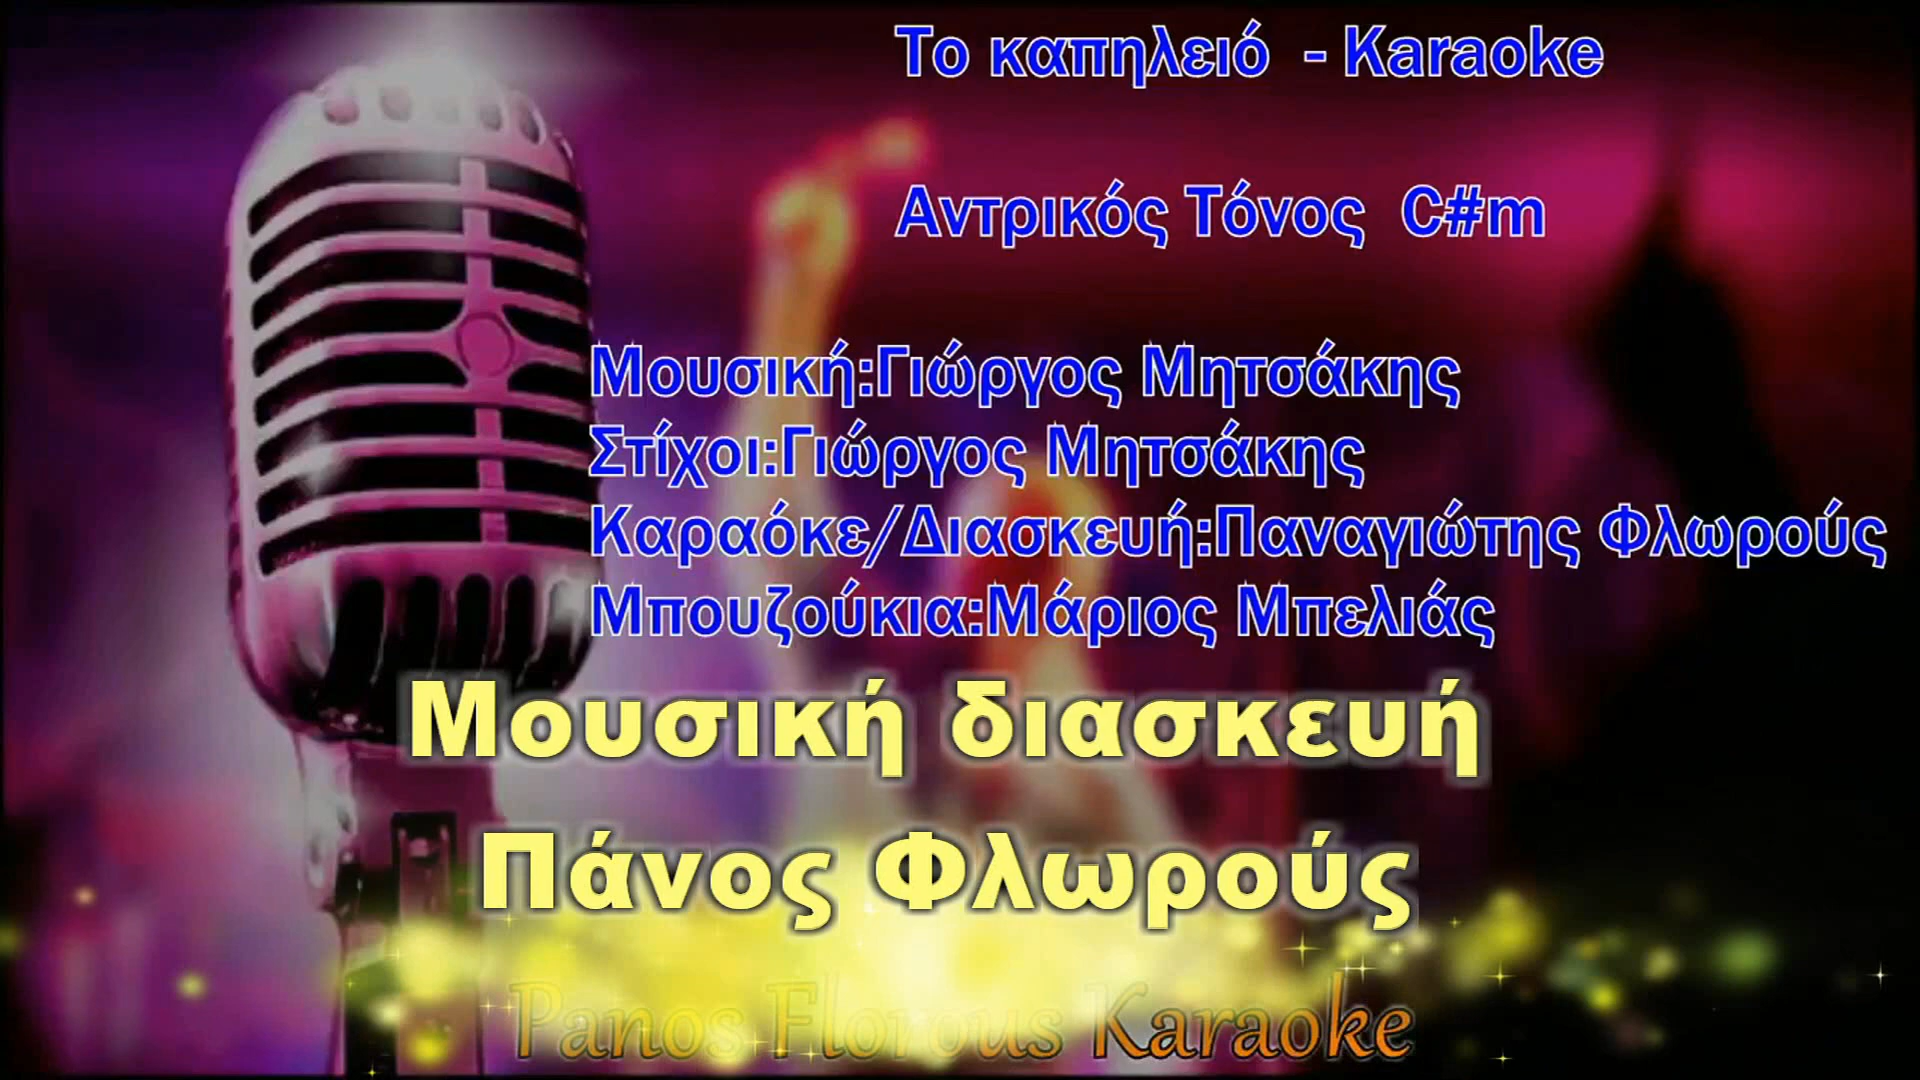 Το καπηλειό - Karaoke
Αντρικός Τόνος C#m
Μουσική:Γιώργος Μητσάκης
Στίχοι:Γιώργος Μητσάκης
Καραόκε/Διασκευή:Παναγιώτης Φλωρούς
Μπουζούκια:Μάριος Μπελιάς
Μουσική διασκευή
Πάνος Φλωρούς
Panos Florous Karaoke